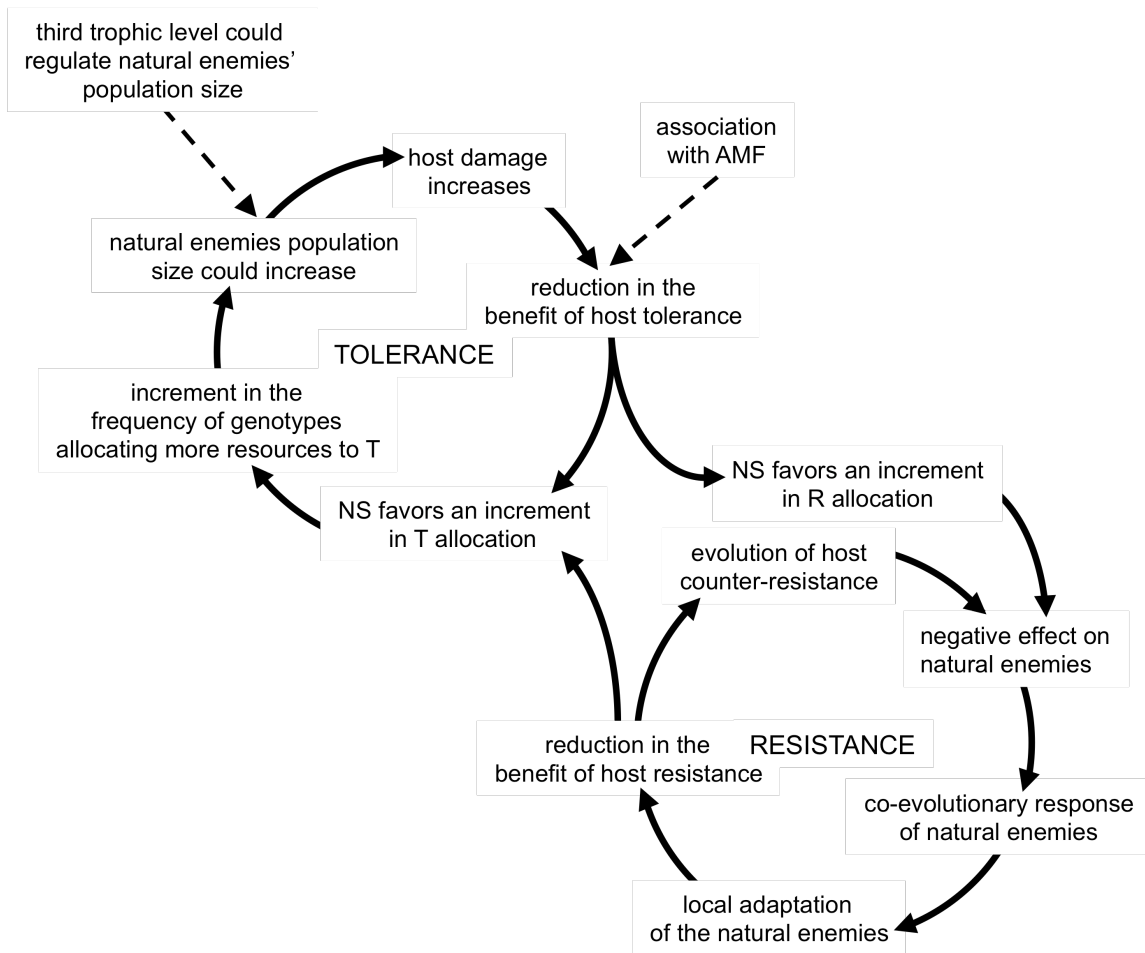 third trophic level could
regulate natural enemies’
population size
association
with AMF
host damage
increases
natural enemies population
size could increase
reduction in the
benefit of host tolerance
TOLERANCE
increment in the
frequency of genotypes
allocating more resources to T
NS favors an increment
in R allocation
NS favors an increment
in T allocation
evolution of host
counter-resistance
negative effect on
natural enemies
reduction in the
benefit of host resistance
RESISTANCE
co-evolutionary response
of natural enemies
local adaptation
of the natural enemies